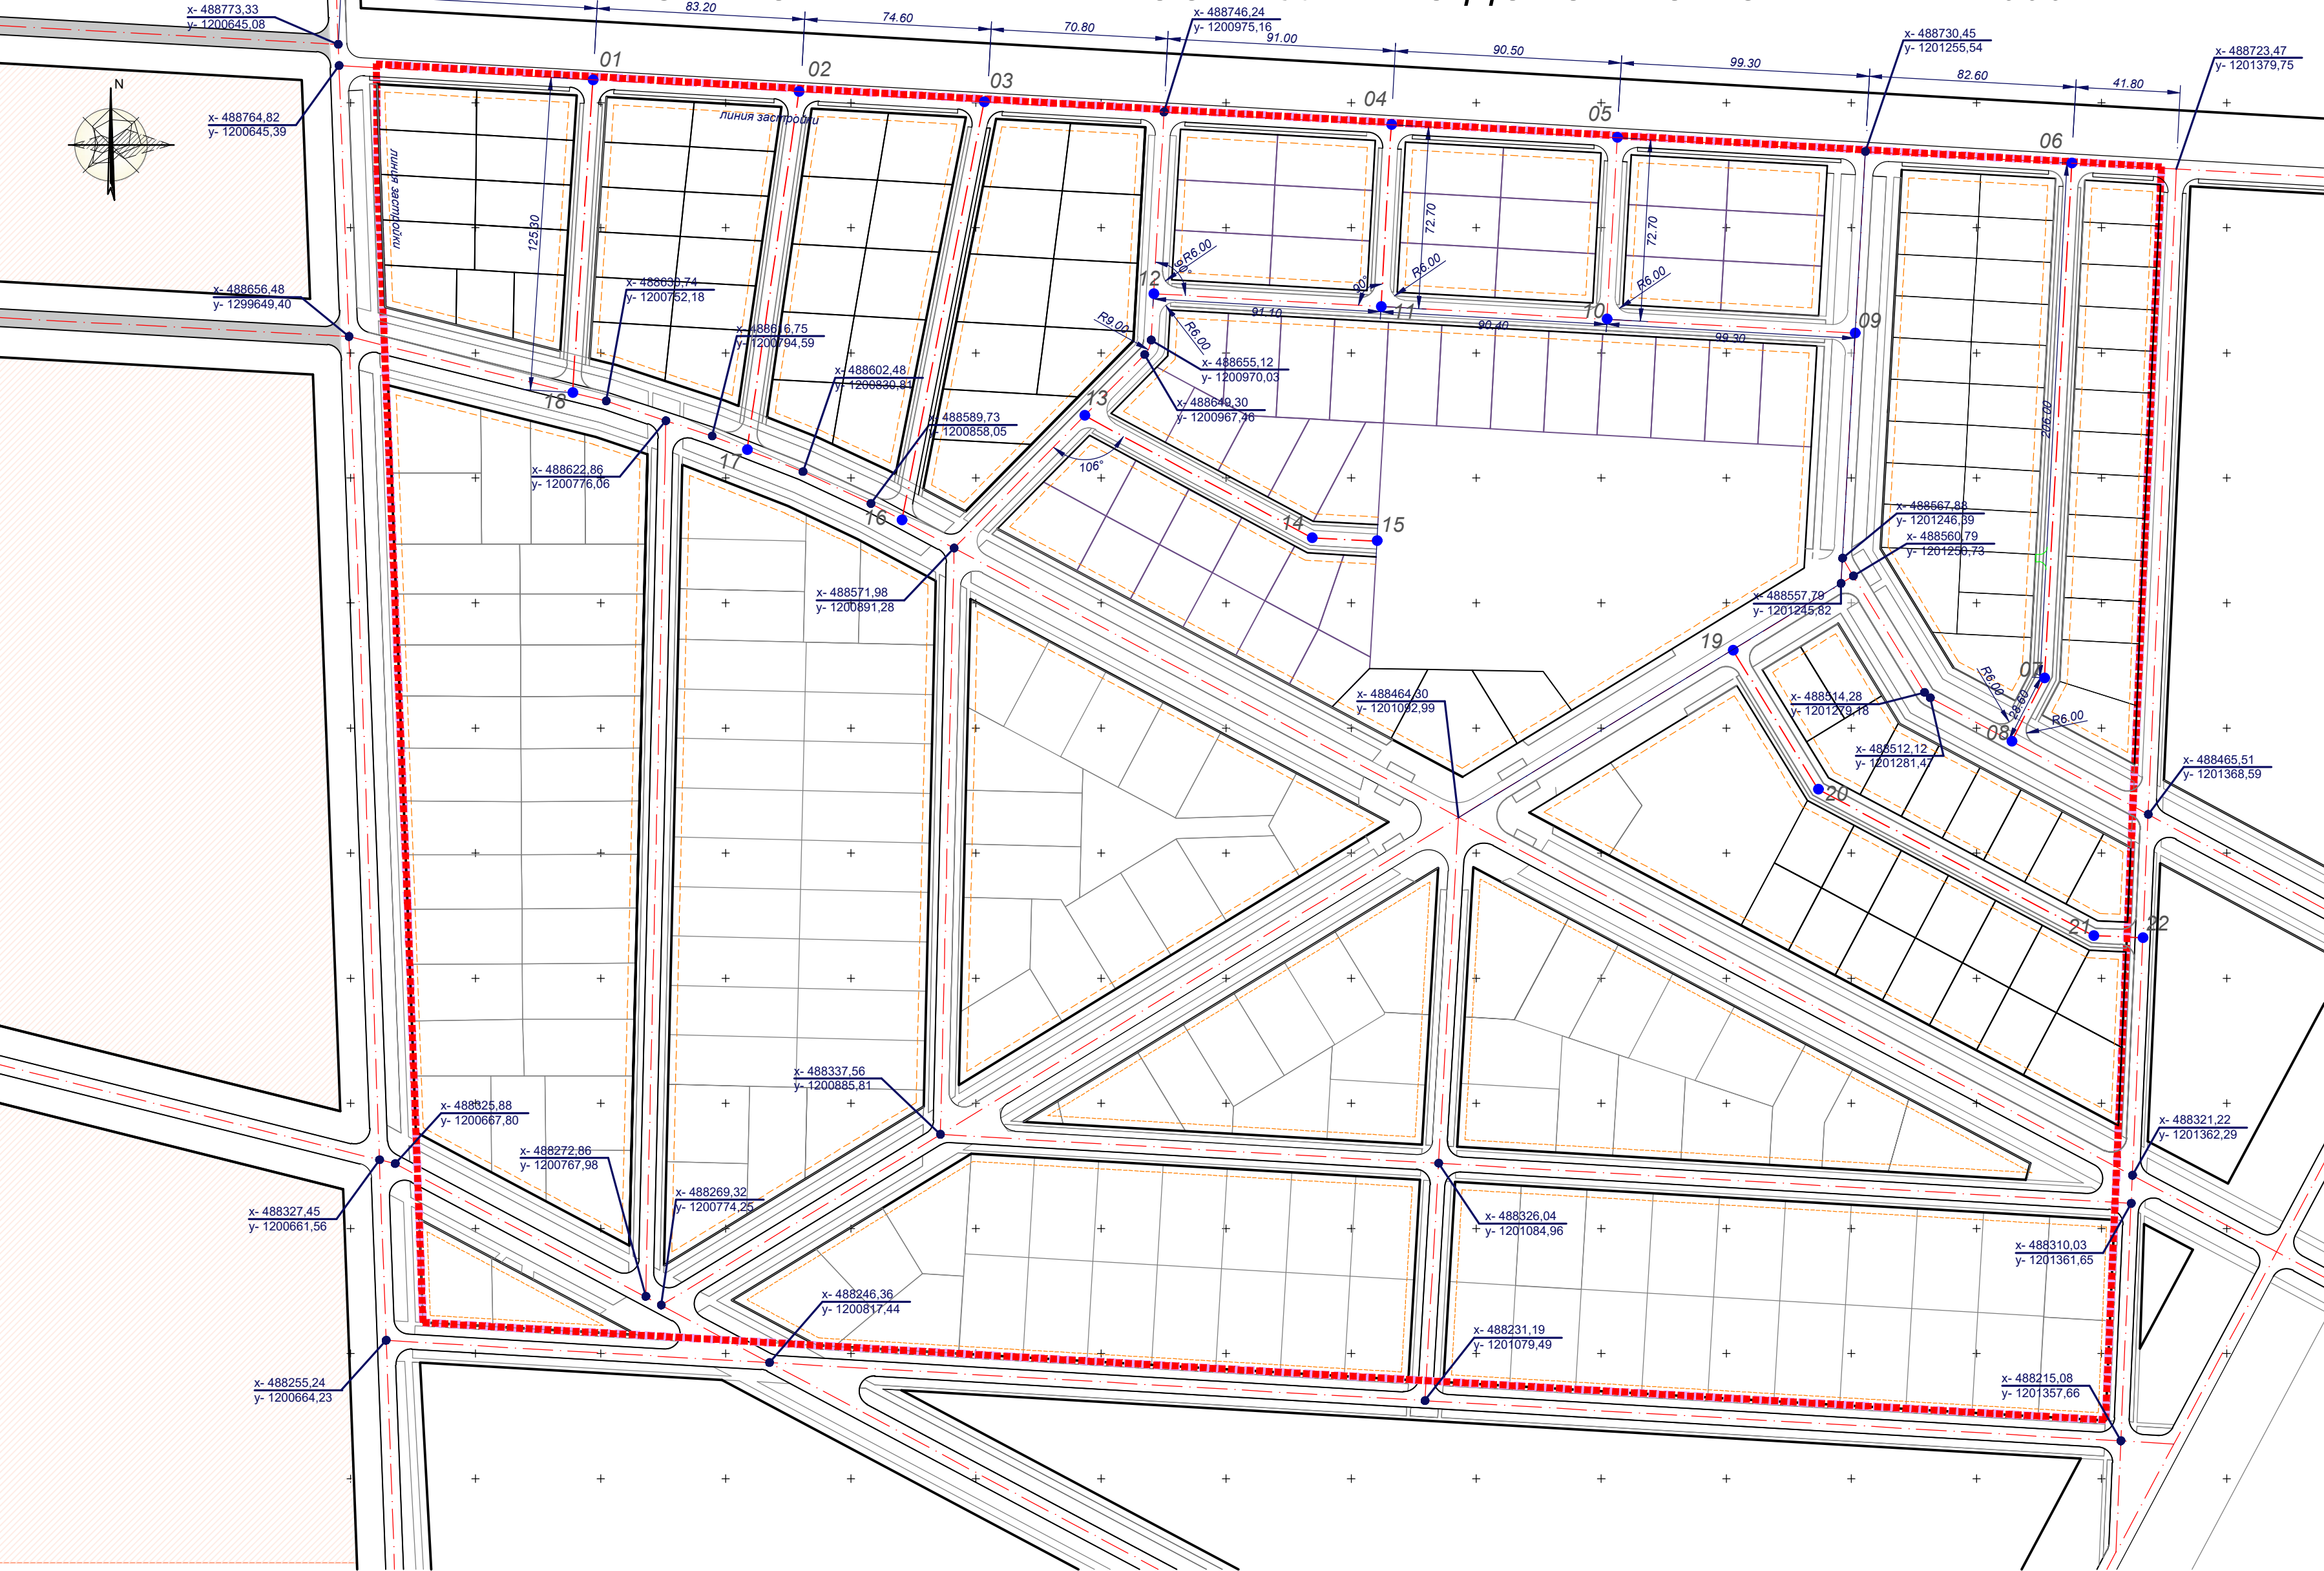 x- 488773,33
y- 1200645,08
83.20
74.60
70.80
x- 488746,24
y- 1200975,16
91.00
90.50
99.30
x- 488730,45
y- 1201255,54
82.60
x- 488723,47
y- 1201379,75
41.80
01
02
03
04
05
06
N
x- 488764,82
y- 1200645,39
линия застройки
линия застройки
125.30
72.70
72.70
206.00
x- 488656,48
y- 1299649,40
x- 488630,74
y- 1200752,18
x- 488616,75
y- 1200794,59
x- 488602,48
y- 1200830,81
x- 488589,73
y- 1200858,05
12
R6.00
90°
90°
R6.00
R6.00
11
10
09
91.10
90.40
99.30
R9.00
R6.00
x- 488655,12
y- 1200970,03
x- 488649,30
y- 1200967,46
13
106°
14
15
18
17
16
x- 488622,86
y- 1200776,06
x- 488571,98
y- 1200891,28
x- 488567,88
y- 1201246,39
x- 488560,79
y- 1201250,73
x- 488557,79
y- 1201245,82
19
07
R6.00
28.60
R6.00
08
x- 488464,30
y- 1201092,99
x- 488514,28
y- 1201279,18
x- 488512,12
y- 1201281,47
x- 488465,51
y- 1201368,59
20
21
22
x- 488337,56
y- 1200885,81
x- 488325,88
y- 1200667,80
x- 488272,86
y- 1200767,98
x- 488269,32
y- 1200774,25
x- 488327,45
y- 1200661,56
x- 488321,22
y- 1201362,29
x- 488326,04
y- 1201084,96
x- 488310,03
y- 1201361,65
x- 488246,36
y- 1200817,44
x- 488231,19
y- 1201079,49
x- 488255,24
y- 1200664,23
x- 488215,08
y- 1201357,66